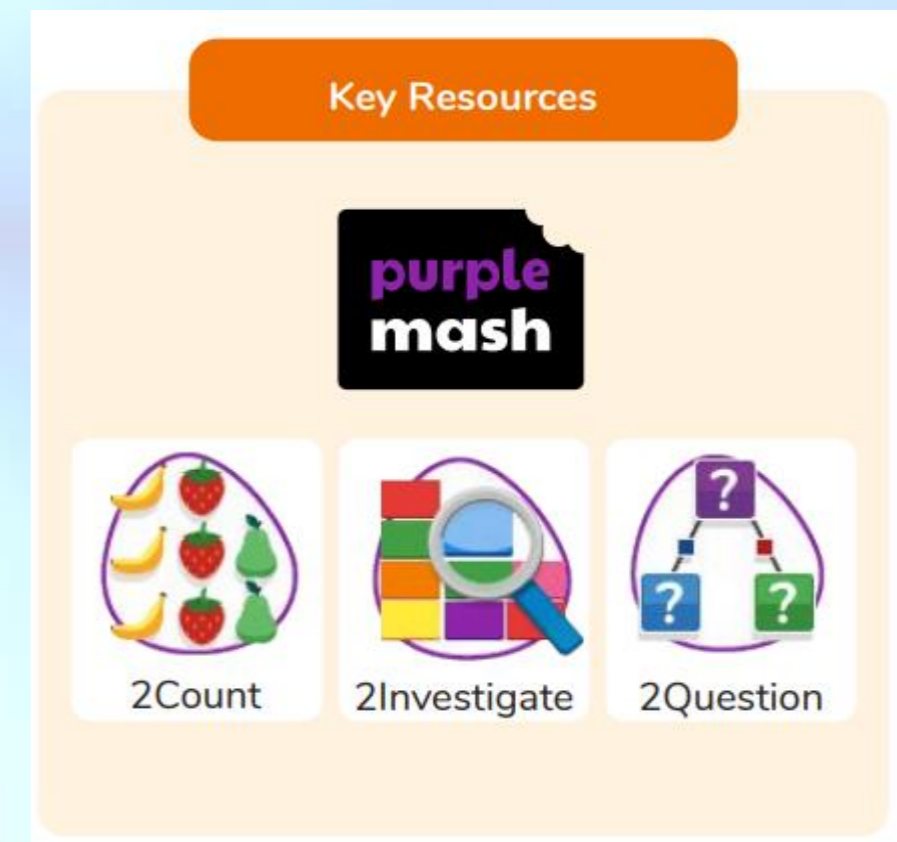 Key Resources
purple
mash
? 
? ?
2Count 2Investigate 2Question